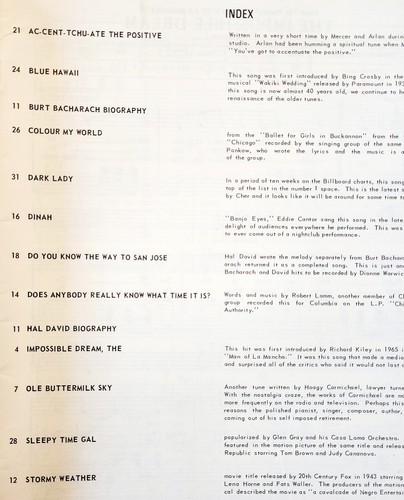 INDEX
21 AC-CENT-TCHU-ATE THE POSITIVE
Written in a very short time by Mercer and Arlan during
studio. Arlan had been humming a spiritual tune when M
"You've got to accentuate the positive."
24 BLUE HAWAII
This song was first introduced by Bing Crosby in the
musical "Wakiki Wedding" released by Paramount in 193
this song is now almost 40 years old, we continue to he
renaissance of the older tunes.
11 BURT BACHARACH BIOGRAPHY
26 COLOUR MY WORLD
from the "Ballet for Girls in Buckannon" from the
"Chicago" recorded by the singing group of the same
Pankow, who wrote the lyrics and the music is a
of the group.
31 DARK LADY
In a period of ten weeks on the Billboard charts, this song
top of the list in the number 1 space. This is the latest s
by Cher and it looks like it will be around for some time to
16 DINAH
"Banjo Eyes," Eddie Cantor sang this song in the late
delight of audiences everywhere he performed. This was
to ever come out of a nightclub performance.
18 DO YOU KNOW THE WAY TO SAN JOSE
Hal David wrote the melody separately from Burt Bachara
arach returned it as a completed song. This is just an
Bacharach and David hits to be recorded by Dianne Warwic
14 DOES ANYBODY REALLY KNOW WHAT TIME IT IS?
Words and music by Robert Lamm, another member of Ch
group recorded this for Columbia on the L.P. "Chic
Authority."
11 HAL DAVID BIOGRAPHY
4 IMPOSSIBLE DREAM, THE
This hit was first introduced by Richard Kiley in 1965 i
"Man of La Mancha." It was this song that made a medio
and surprised all of the critics who said it would not last o
7 OLE BUTTERMILK SKY
Another tune written by Hoagy Carmichael, lawyer turne
With the nostalgia craze, the works of Carmichael are no
more frequently on the radio and television. Perhaps this
reasons the polished pianist, singer, composer, author,
coming out of his self imposed retirement.
28 SLEEPY TIME GAL
popularized by Glen Gray and his Casa Loma Orchestra.
featured in the motion picture of the same title and releas
Republic starring Tom Brown and Judy Cananova.
12 STORMY WEATHER
movie title released by 20th Century Fox in 1943 starring
Lena Horne and Fats Waller. The producers of the motion
cal described the movie as "a cavalcade of Negro Entertai